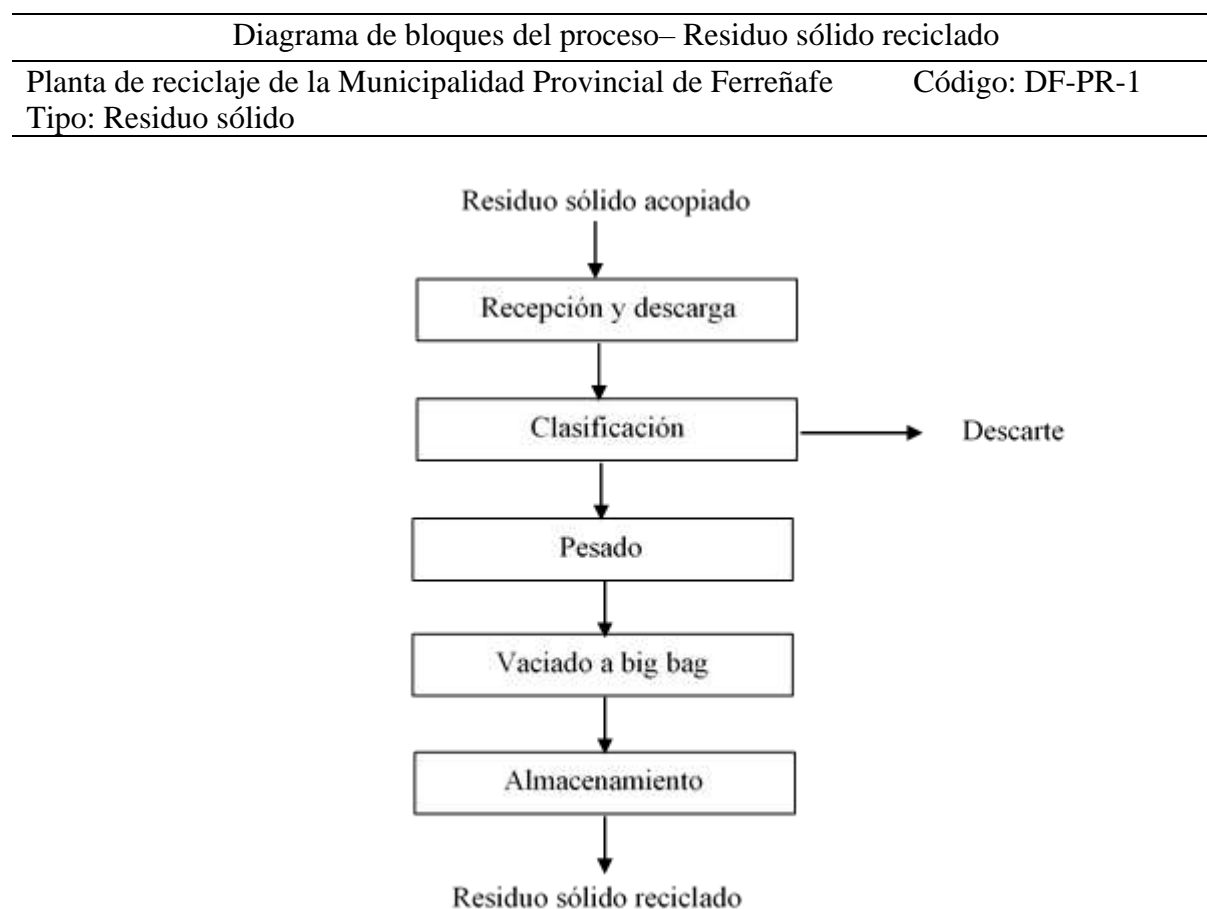 Diagrama de bloques del proceso– Residuo sólido reciclado
Planta de reciclaje de la Municipalidad Provincial de Ferreñafe Código: DF-PR-1
Tipo: Residuo sólido
Residuo sólido acopiado
Recepción y descarga
Clasificación
Descarte
Pesado
Vaciado a big bag
Almacenamiento
Residuo sólido reciclado